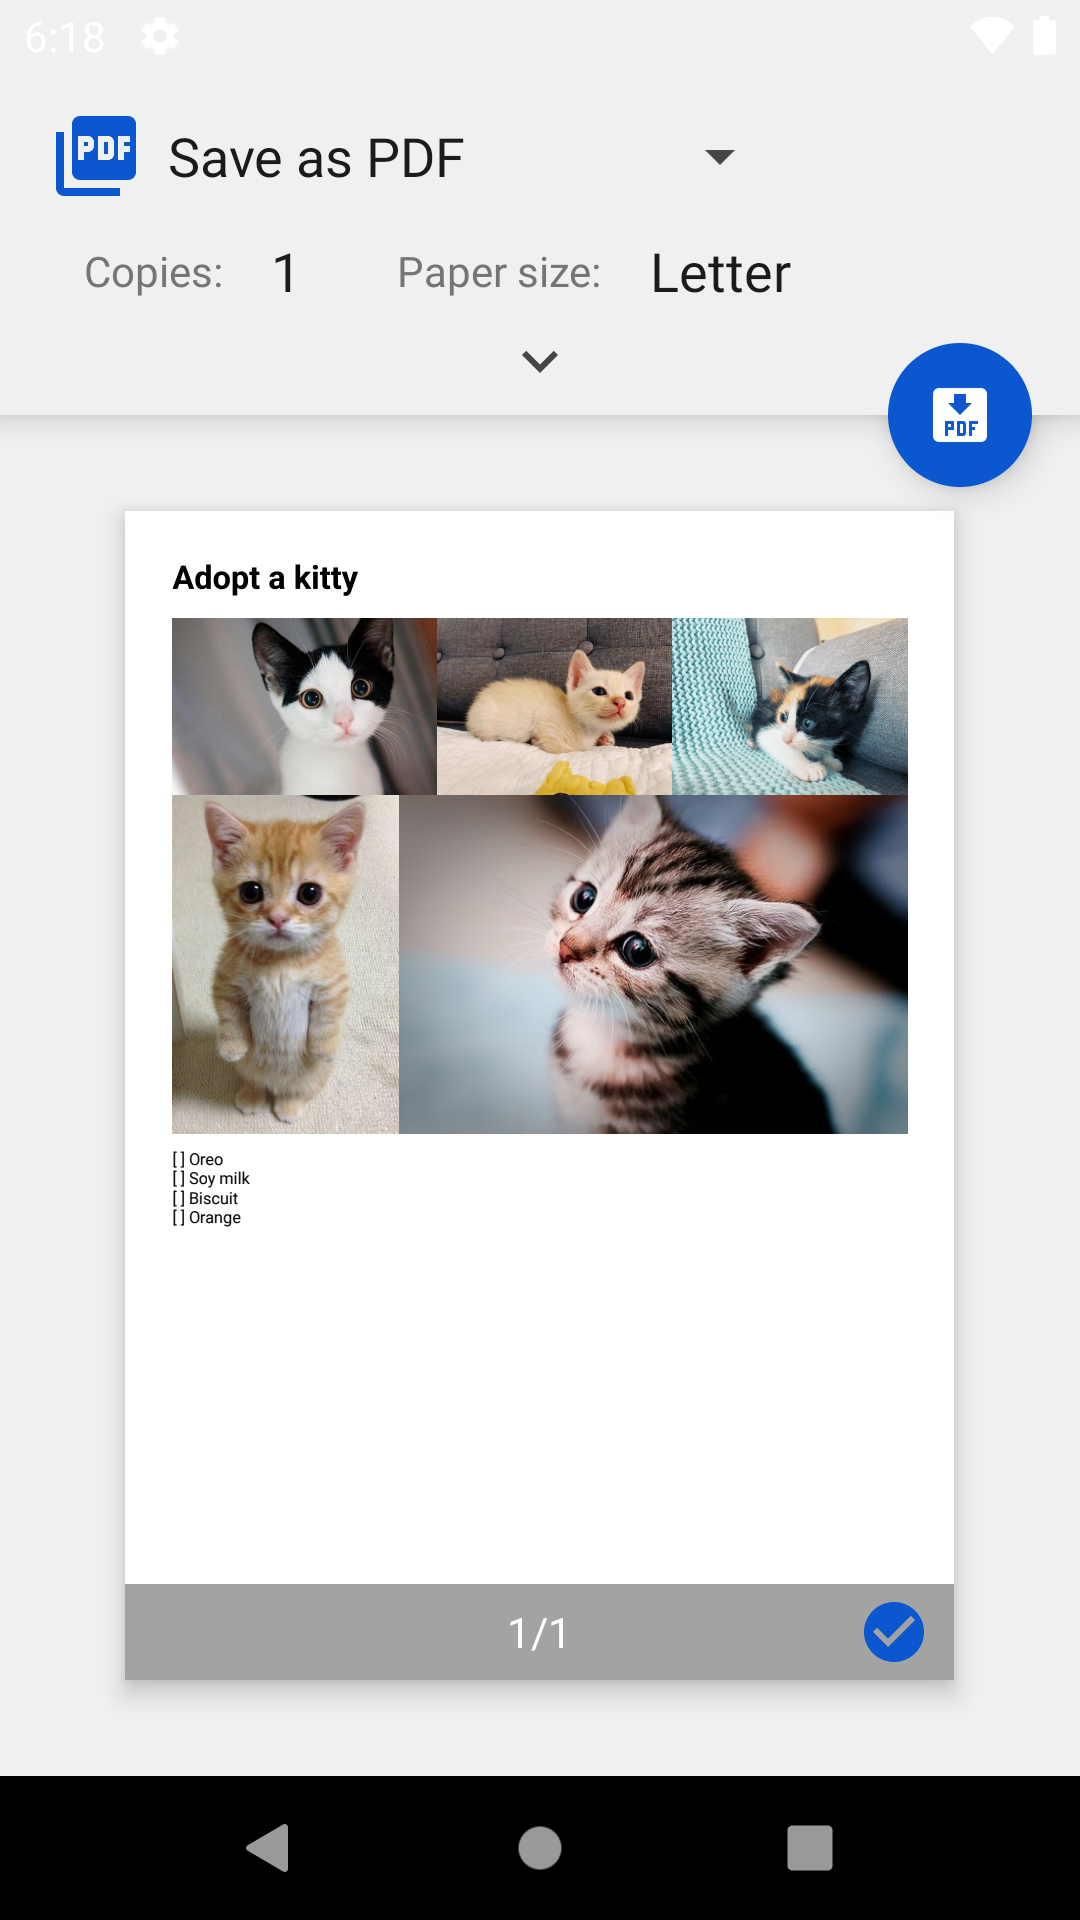 6:18
PDF
Save as PDF
Copies: 1 Paper size: Letter
PDF
Adopt a kitty
[ ] Oreo
[ ] Soy milk
[ ] Biscuit
[ ] Orange
1/1